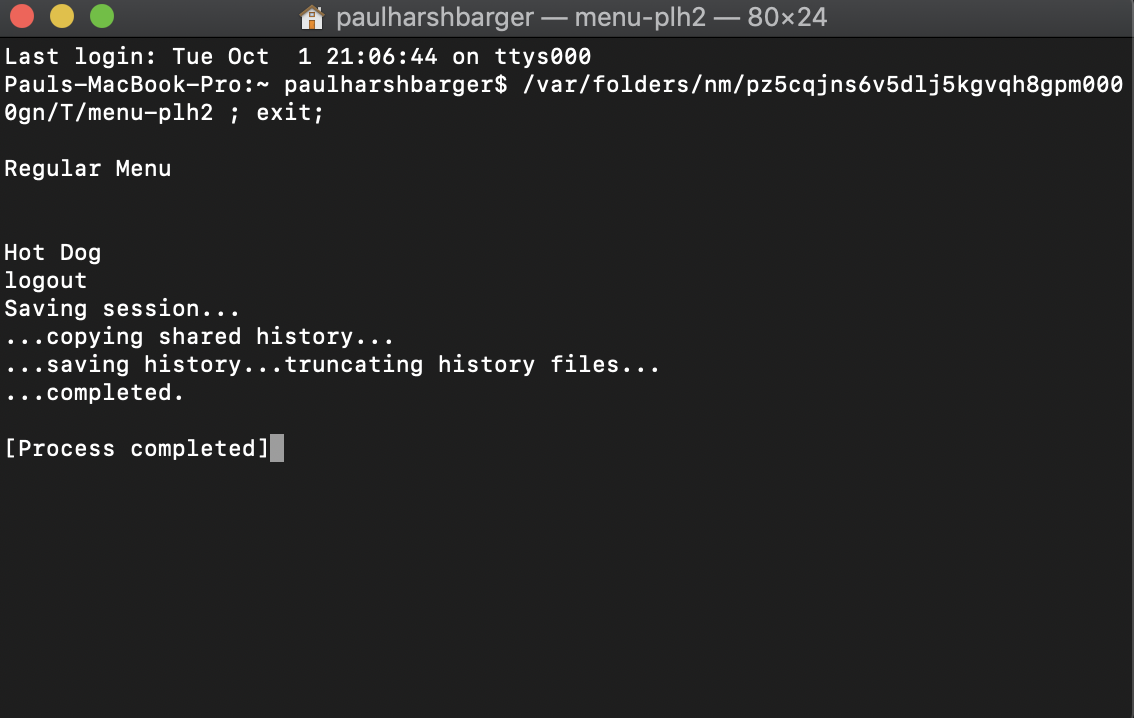 paulharshbarger — menu-plh2 — 80×24
Last login: Tue Oct  1 21:06:44 on ttys000
Pauls-MacBook-Pro:~ paulharshbarger$ /var/folders/nm/pz5cqjns6v5dlj5kgvqh8gpm000
0gn/T/menu-plh2 ; exit;
Regular Menu
Hot Dog
logout
Saving session...
...copying shared history...
...saving history...truncating history files...
...completed.
[Process completed]